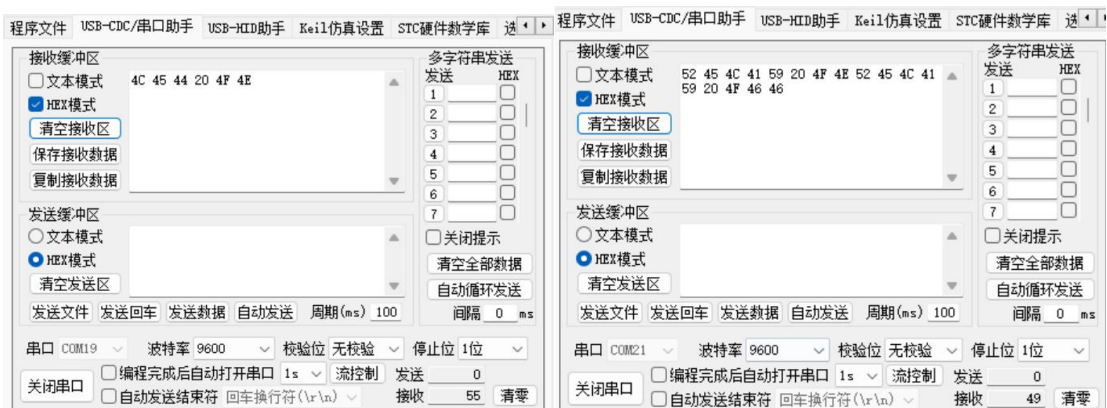 程序文件 USB-CDC/串口助手 USB-HID助手 Keil仿真设置 STC硬件数学库 选
接收缓冲区
文本模式
HEX模式
清空接收区
保存接收数据
复制接收数据
4C 45 44 20 4F 4E
多字符串发送
发送 HEX
1
2
3
4
5
6
7
发送缓冲区
文本模式
HEX模式
清空发送区
关闭提示
清空全部数据
自动循环发送
发送文件 发送回车 发送数据 自动发送 周期(ms) 100
间隔 0 ms
串口 COM19 波特率 9600 校验位 无校验 停止位 1位
关闭串口
编程完成后自动打开串口 1s 流控制 发送 0
自动发送结束符 回车换行符(\r\n) 接收 55 清零
程序文件 USB-CDC/串口助手 USB-HID助手 Keil仿真设置 STC硬件数学库 选
接收缓冲区
文本模式
HEX模式
清空接收区
保存接收数据
复制接收数据
52 45 4C 41 59 20 4F 4E 52 45 4C 41
59 20 4F 46 46
多字符串发送
发送 HEX
1
2
3
4
5
6
7
发送缓冲区
文本模式
HEX模式
清空发送区
关闭提示
清空全部数据
自动循环发送
发送文件 发送回车 发送数据 自动发送 周期(ms) 100
间隔 0 ms
串口 COM21 波特率 9600 校验位 无校验 停止位 1位
关闭串口
编程完成后自动打开串口 1s 流控制 发送 0
自动发送结束符 回车换行符(\r\n) 接收 49 清零